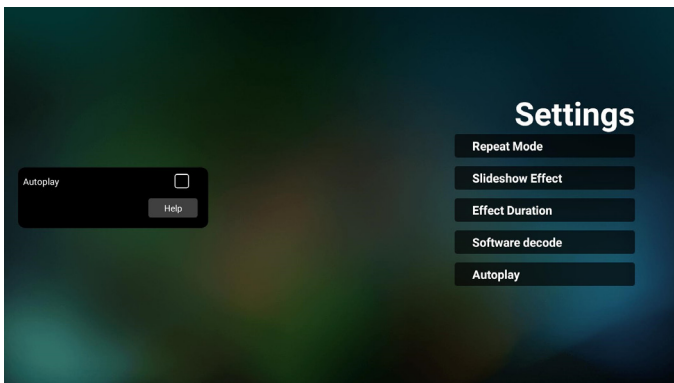 Settings
Repeat Mode
Slideshow Effect
Effect Duration
Software decode
Autoplay
Autoplay
Help